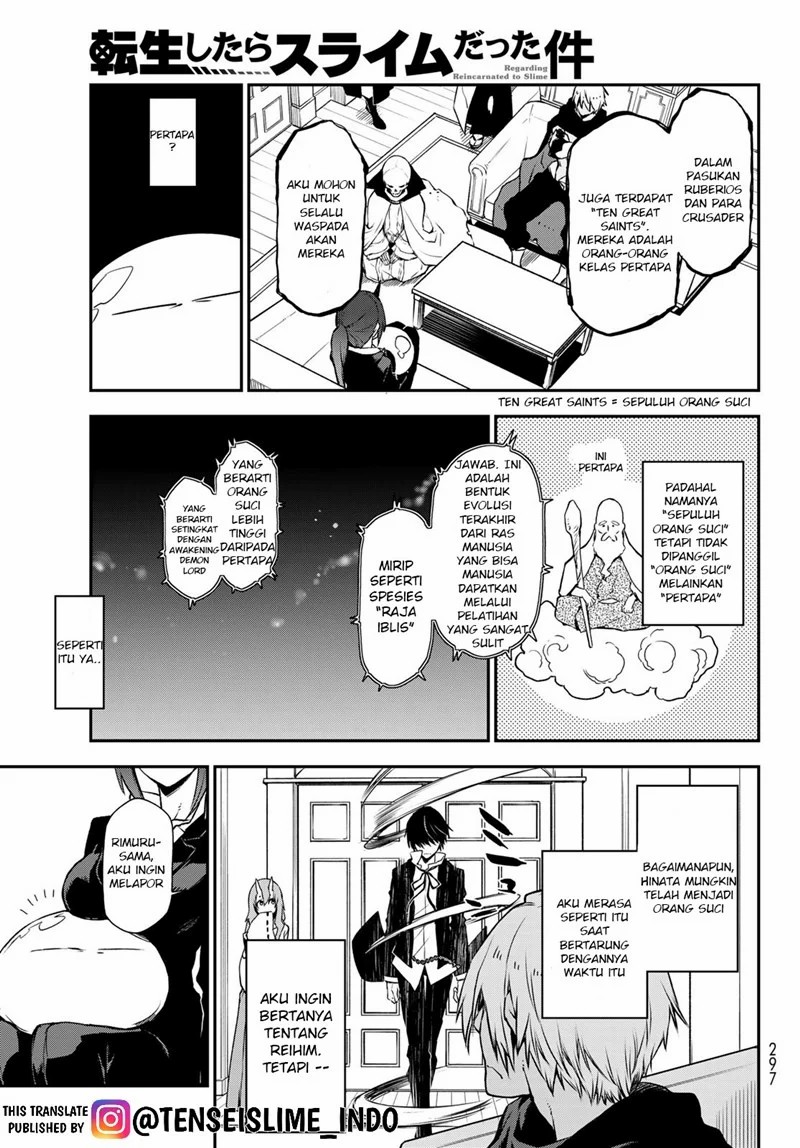 転生したらスライムだった件
Regarding
Reincarnated to Slime
DALAM
PASUKAN
RUBERIOS
DAN PARA
CRUSADER
JUGA TERDAPAT
"TEN GREAT
SAINTS".
MEREKA ADALAH
ORANG-ORANG
KELAS PERTAPA
AKU MOHON
UNTUK
SELALU
WASPADA
AKAN
MEREKA
PERTAPA
?
TEN GREAT SAINTS = SEPULUH ORANG SUCI
PADAHAL
NAMANYA
"SEPULUH
ORANG SUCI"
TETAPI TIDAK
DIPANGGIL
"ORANG SUCI"
MELAINKAN
"PERTAPA"
INI
PERTAPA
JAWAB. INI
ADALAH
BENTUK
EVOLUSI
TERAKHIR
DARI RAS
MANUSIA
YANG BISA
MANUSIA
DAPATKAN
MELALUI
PELATIHAN
YANG SANGAT
SULIT
MIRIP
SEPERTI
SPESIES
"RAJA
IBLIS"
YANG
BERARTI
ORANG
SUCI
LEBIH
TINGGI
DARIPADA
PERTAPA
YANG
BERARTI
SETINGKAT
DENGAN
AWAKENING
DEMON
LORD
SEPERTI
ITU YA..
BAGAIMANAPUN,
HINATA MUNGKIN
TELAH MENJADI
ORANG SUCI
AKU MERASA
SEPERTI ITU
SAAT
BERTARUNG
DENGANNYA
WAKTU ITU
AKU INGIN
BERTANYA
TENTANG
REIHIM.
TETAPI --
RIMURU-
SAMA,
AKU INGIN
MELAPOR
297
THIS TRANSLATE
PUBLISHED BY
@TENSEISLIME_INDO